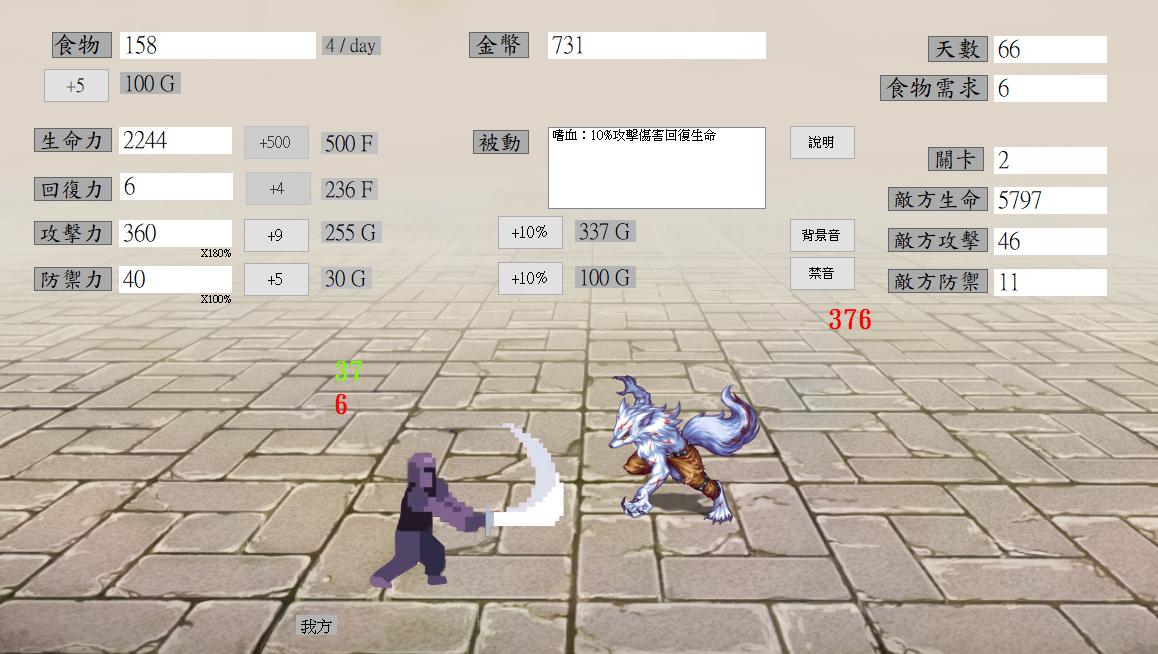 食物 158 4 / day
+5 100 G
金幣 731
天數 66
食物需求 6
生命力 2244 +500 500 F
回復力 6 +4 236 F
攻擊力 360 +9 255 G
X180%
防禦力 40 +5 30 G
X100%
被動 嗜血：10%攻擊傷害回復生命
+10% 337 G
+10% 100 G
說明
背景音
禁音
關卡 2
敵方生命 5797
敵方攻擊 46
敵方防禦 11
376
37
6
我方